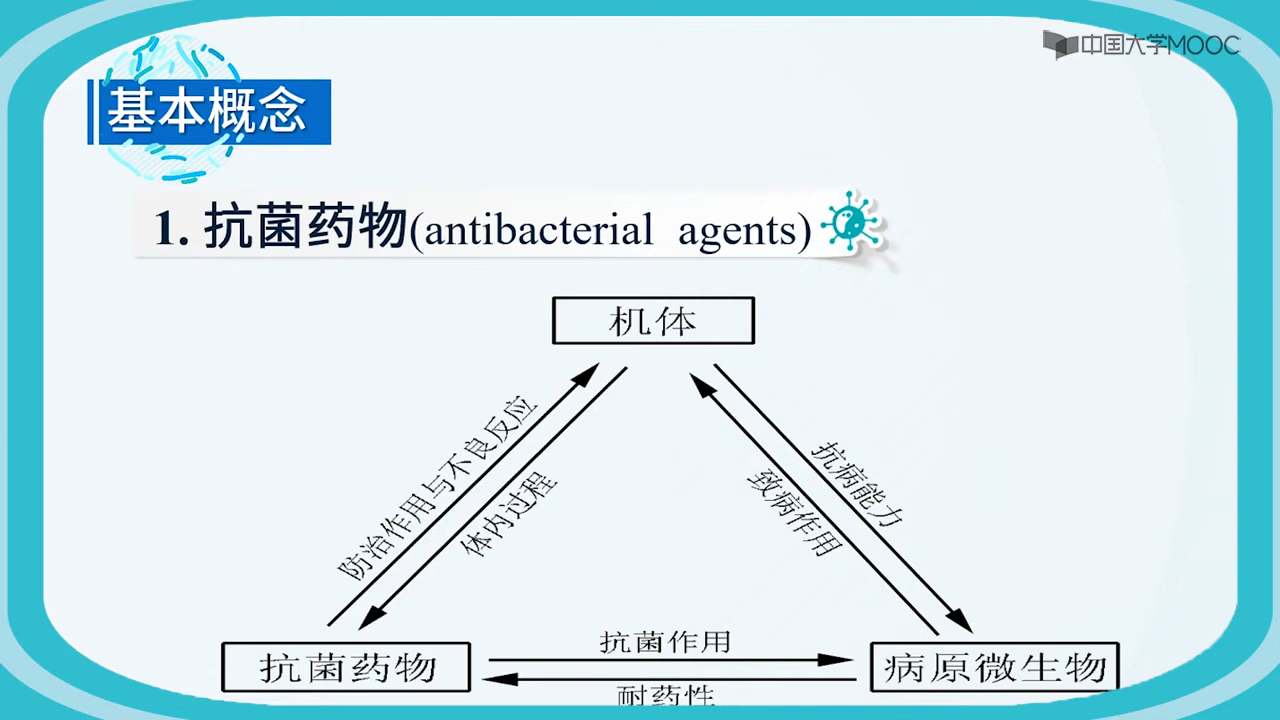 中国大学MOOC
基本概念
1. 抗菌药物(antibacterial agents)
机体
防治作用与不良反应
体内过程
抗病能力
致病作用
抗菌作用
抗菌药物
病原微生物
耐药性